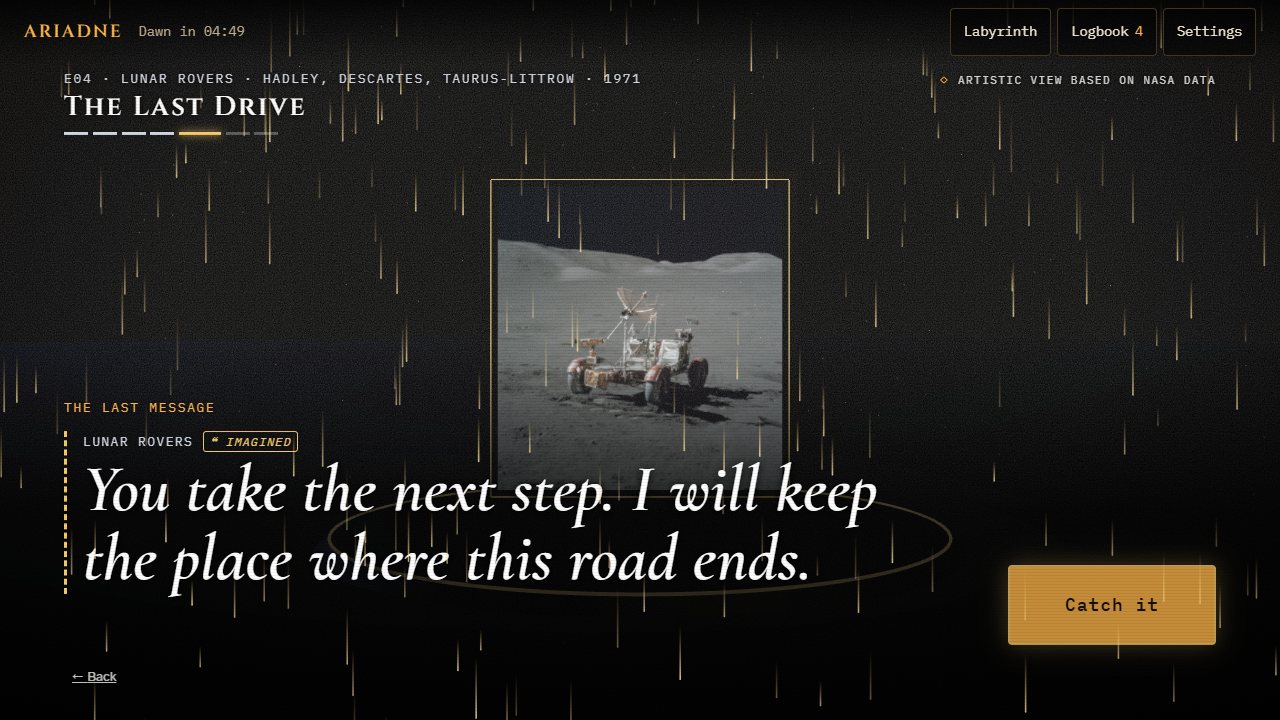 ARIADNE Dawn in 04:49 Labyrinth Logbook 4 Settings
E04 · LUNAR ROVERS · HADLEY, DESCARTES, TAURUS-LITTROW · 1971
◇ ARTISTIC VIEW BASED ON NASA DATA
The Last Drive
THE LAST MESSAGE
LUNAR ROVERS ❝ IMAGINED
You take the next step. I will keep
the place where this road ends.
Catch it
← Back